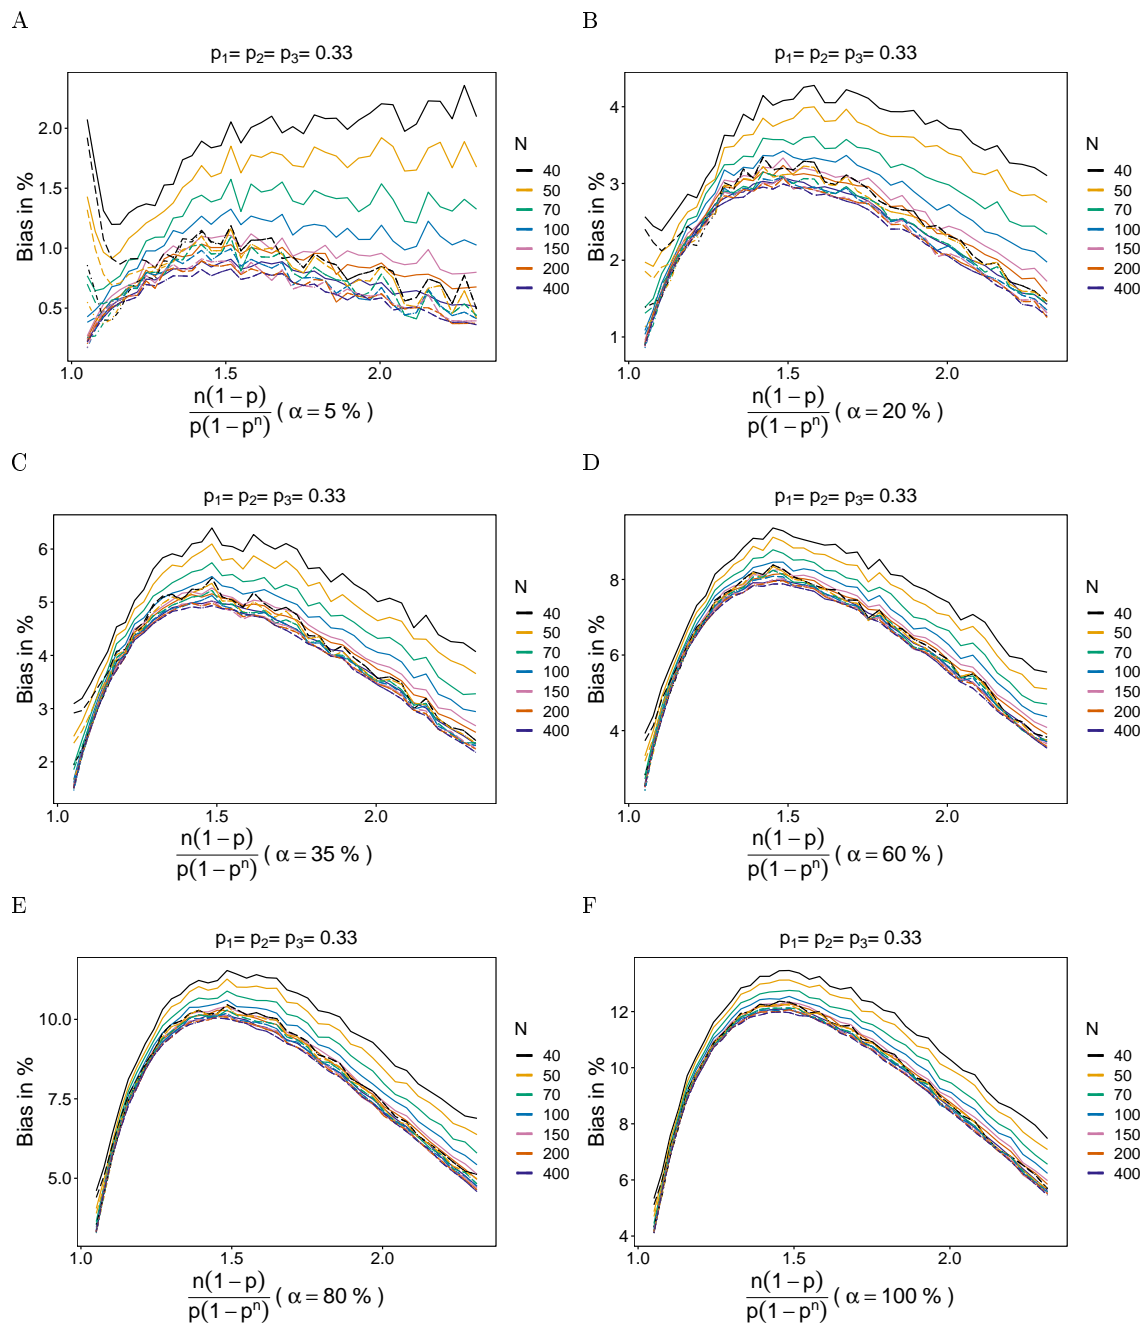 A
p₁= p₂= p₃= 0.33
Bias in %
2.0
1.5
1.0
0.5
1.0 1.5 2.0
n(1−p)
p(1−pⁿ) ( α = 5 % )
N
40
50
70
100
150
200
400
B
p₁= p₂= p₃= 0.33
Bias in %
4
3
2
1
1.0 1.5 2.0
n(1−p)
p(1−pⁿ) ( α = 20 % )
N
40
50
70
100
150
200
400
C
p₁= p₂= p₃= 0.33
Bias in %
6
5
4
3
2
1.0 1.5 2.0
n(1−p)
p(1−pⁿ) ( α = 35 % )
N
40
50
70
100
150
200
400
D
p₁= p₂= p₃= 0.33
Bias in %
8
6
4
1.0 1.5 2.0
n(1−p)
p(1−pⁿ) ( α = 60 % )
N
40
50
70
100
150
200
400
E
p₁= p₂= p₃= 0.33
Bias in %
10.0
7.5
5.0
1.0 1.5 2.0
n(1−p)
p(1−pⁿ) ( α = 80 % )
N
40
50
70
100
150
200
400
F
p₁= p₂= p₃= 0.33
Bias in %
12
10
8
6
4
1.0 1.5 2.0
n(1−p)
p(1−pⁿ) ( α = 100 % )
N
40
50
70
100
150
200
400